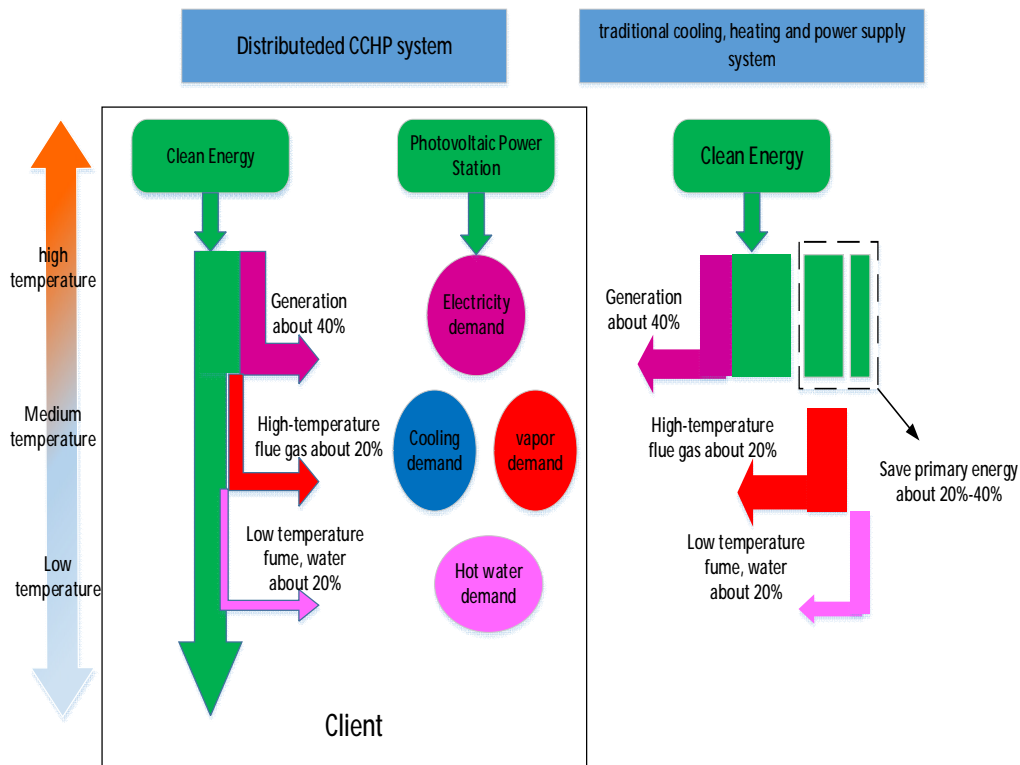 Distributeded CCHP system
traditional cooling, heating and power supply
system
Clean Energy
Photovoltaic Power
Station
Clean Energy
high
temperature
Medium
temperature
Low
temperature
Generation
about 40%
High-temperature
flue gas about 20%
Low temperature
fume, water
about 20%
Electricity
demand
Cooling
demand
vapor
demand
Hot water
demand
Client
Generation
about 40%
High-temperature
flue gas about 20%
Low temperature
fume, water
about 20%
Save primary energy
about 20%-40%